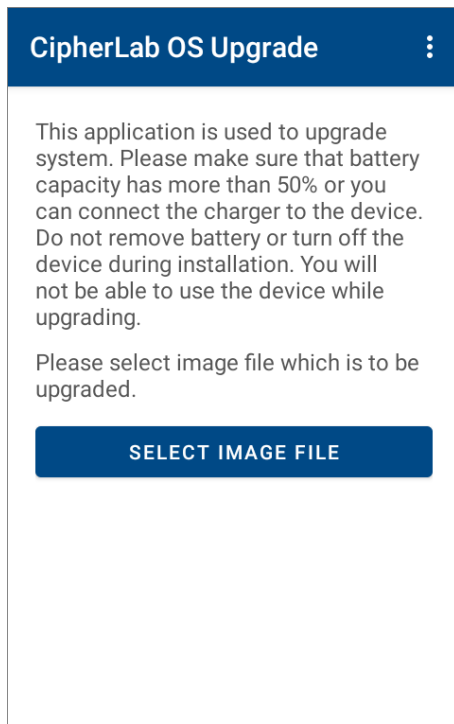 CipherLab OS Upgrade
This application is used to upgrade
system. Please make sure that battery
capacity has more than 50% or you
can connect the charger to the device.
Do not remove battery or turn off the
device during installation. You will
not be able to use the device while
upgrading.
Please select image file which is to be
upgraded.
SELECT IMAGE FILE